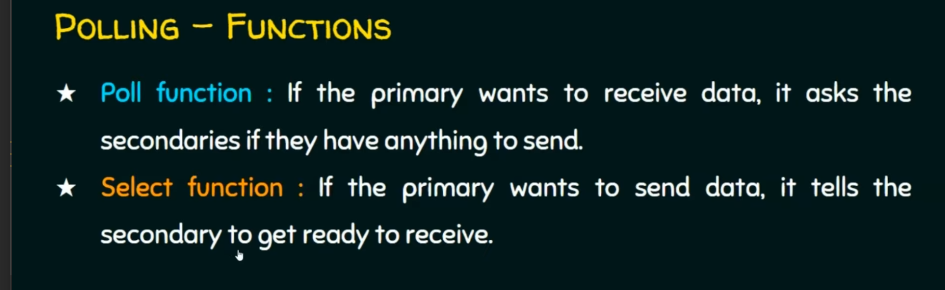 POLLING – FUNCTIONS
★ Poll function : If the primary wants to receive data, it asks the
secondaries if they have anything to send.
★ Select function : If the primary wants to send data, it tells the
secondary to get ready to receive.